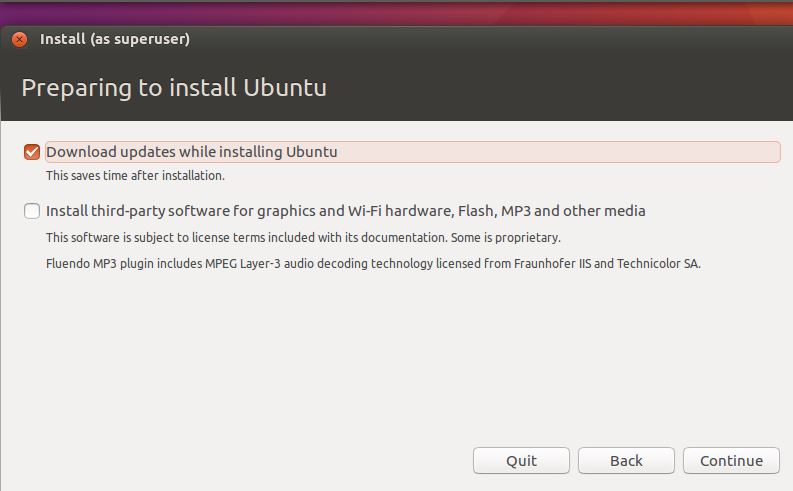 Install (as superuser)
Preparing to install Ubuntu
Download updates while installing Ubuntu
This saves time after installation.
Install third-party software for graphics and Wi-Fi hardware, Flash, MP3 and other media
This software is subject to license terms included with its documentation. Some is proprietary.
Fluendo MP3 plugin includes MPEG Layer-3 audio decoding technology licensed from Fraunhofer IIS and Technicolor SA.
Quit
Back
Continue